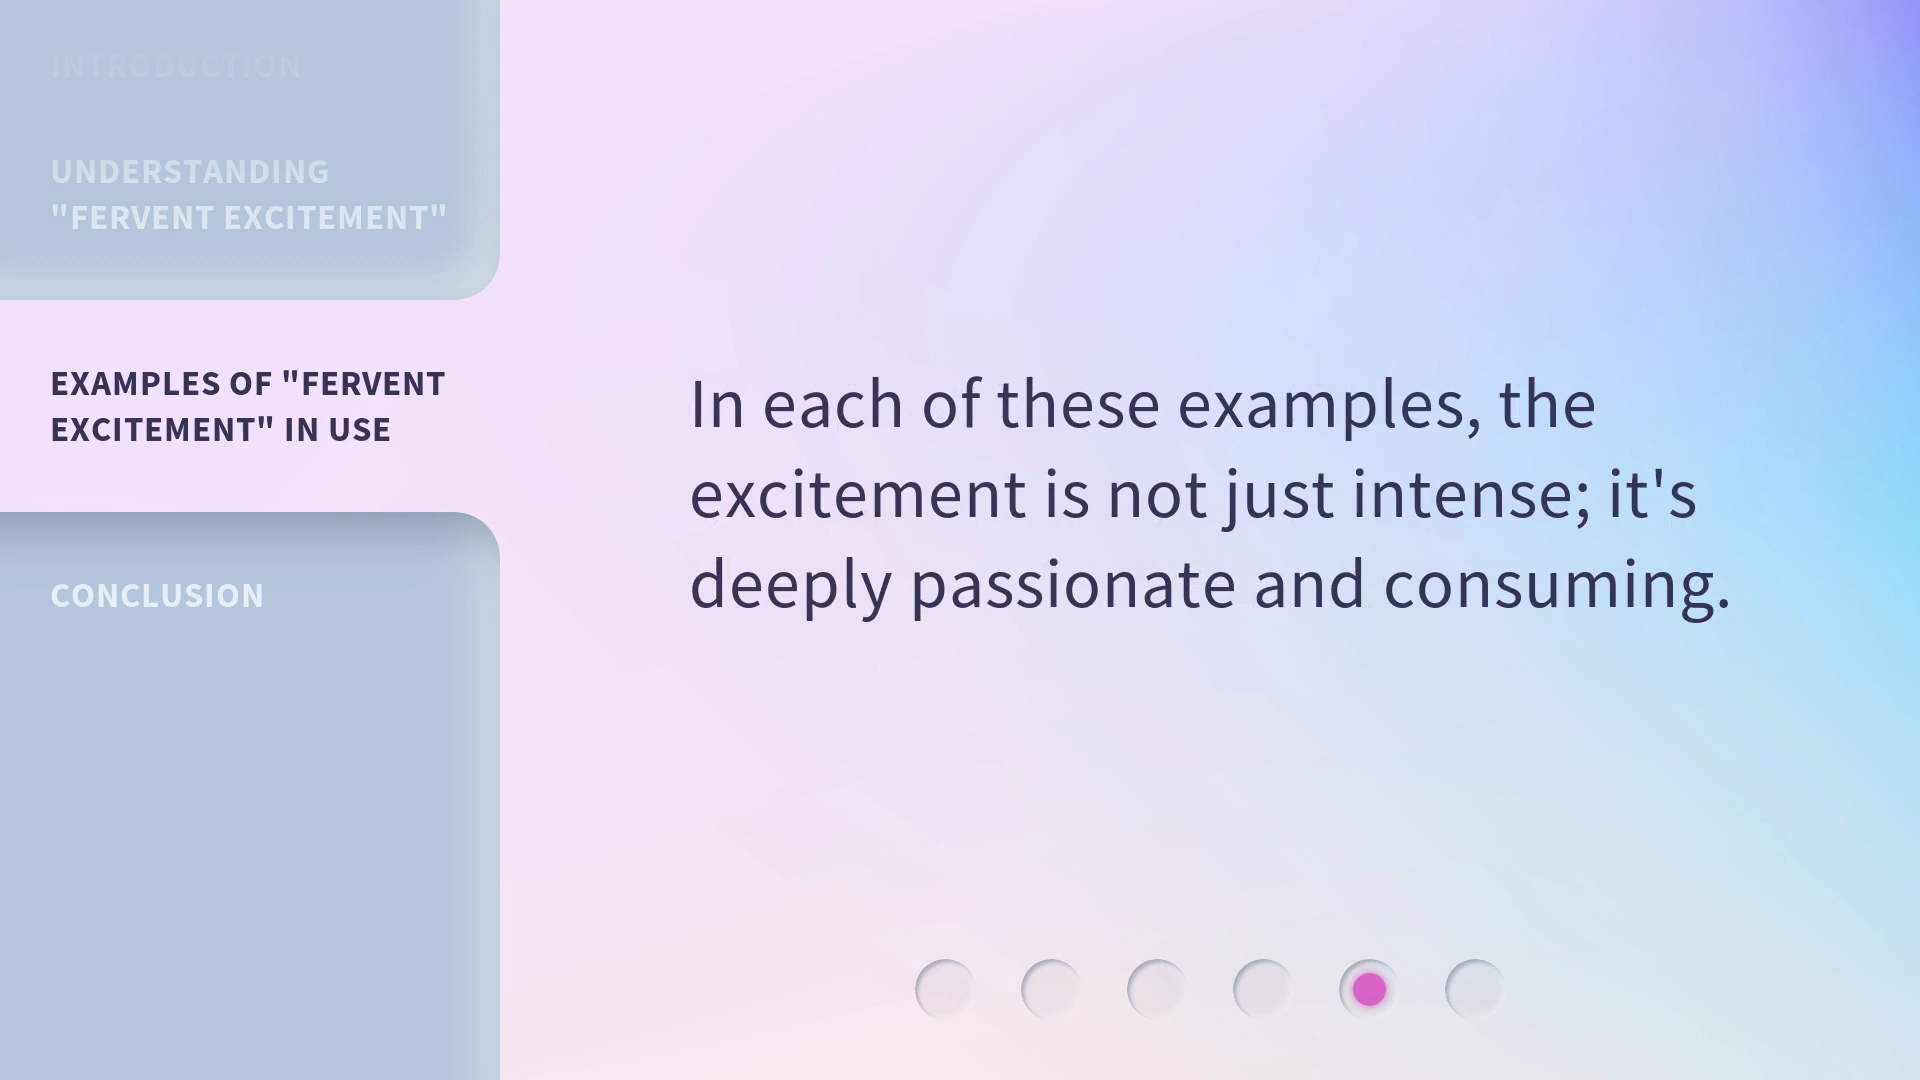 INTRODUCTION
UNDERSTANDING
"FERVENT EXCITEMENT"
EXAMPLES OF "FERVENT
EXCITEMENT" IN USE
CONCLUSION
In each of these examples, the
excitement is not just intense; it's
deeply passionate and consuming.